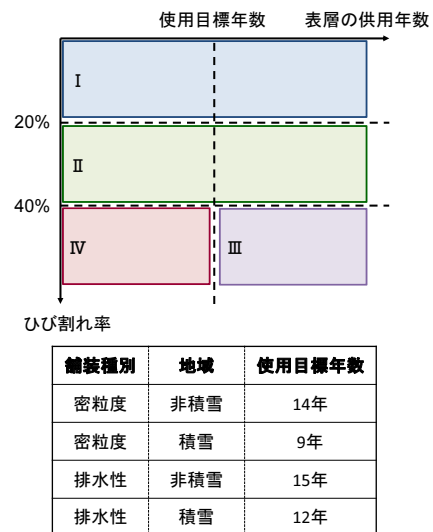 使用目標年数 表層の供用年数
Ⅰ
20%
Ⅱ
40%
Ⅳ Ⅲ
ひび割れ率
舗装種別 地域 使用目標年数
密粒度 非積雪 14年
密粒度 積雪 9年
排水性 非積雪 15年
排水性 積雪 12年